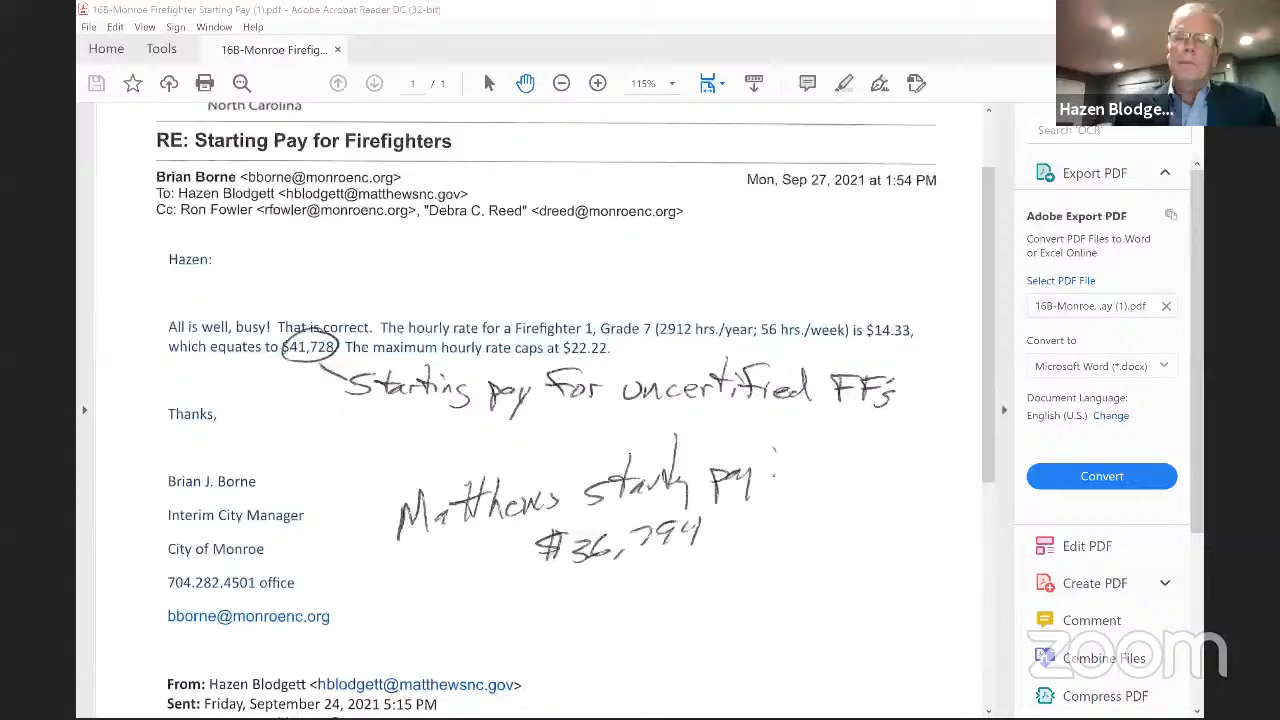 16B-Monroe Firefighter Starting Pay (1).pdf - Adobe Acrobat Reader DC (32-bit)
File Edit View Sign Window Help
Home Tools 16B-Monroe Firefig... ×
1 / 1 115%
Hazen Blodge...
North Carolina
Search 'OCR'
RE: Starting Pay for Firefighters
Brian Borne <bborne@monroenc.org>
Mon, Sep 27, 2021 at 1:54 PM
To: Hazen Blodgett <hblodgett@matthewsnc.gov>
Cc: Ron Fowler <rfowler@monroenc.org>, "Debra C. Reed" <dreed@monroenc.org>
Hazen:
All is well, busy! That is correct. The hourly rate for a Firefighter 1, Grade 7 (2912 hrs./year; 56 hrs./week) is $14.33,
which equates to $41,728. The maximum hourly rate caps at $22.22.
Starting pay for uncertified FFs
Thanks,
Matthews starting pay:
$36,794
Brian J. Borne
Interim City Manager
City of Monroe
704.282.4501 office
bborne@monroenc.org
From: Hazen Blodgett <hblodgett@matthewsnc.gov>
Sent: Friday, September 24, 2021 5:15 PM
Export PDF
Adobe Export PDF
Convert PDF Files to Word
or Excel Online
Select PDF File
16B-Monroe...ay (1).pdf
Convert to
Microsoft Word (*.docx)
Document Language:
English (U.S.) Change
Convert
Edit PDF
Create PDF
Comment
Combine Files
Compress PDF
zoom